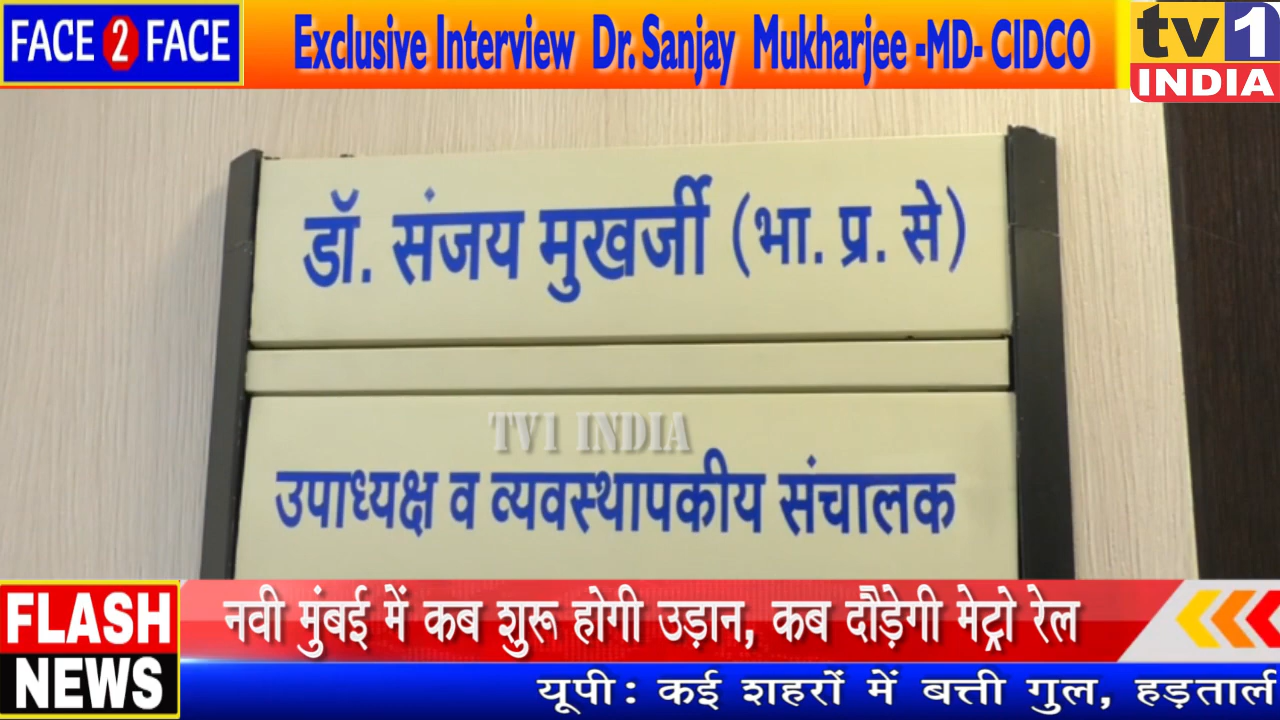 FACE 2 FACE
Exclusive Interview Dr. Sanjay Mukharjee -MD- CIDCO
tv1
INDIA
डॉ. संजय मुखर्जी (भा. प्र. से)
TV1 INDIA
उपाध्यक्ष व व्यवस्थापकीय संचालक
FLASH
NEWS
नवी मुंबई में कब शुरू होगी उड़ान, कब दौड़ेगी मेट्रो रेल
यूपी: कई शहरों में बत्ती गुल, हड़ताल